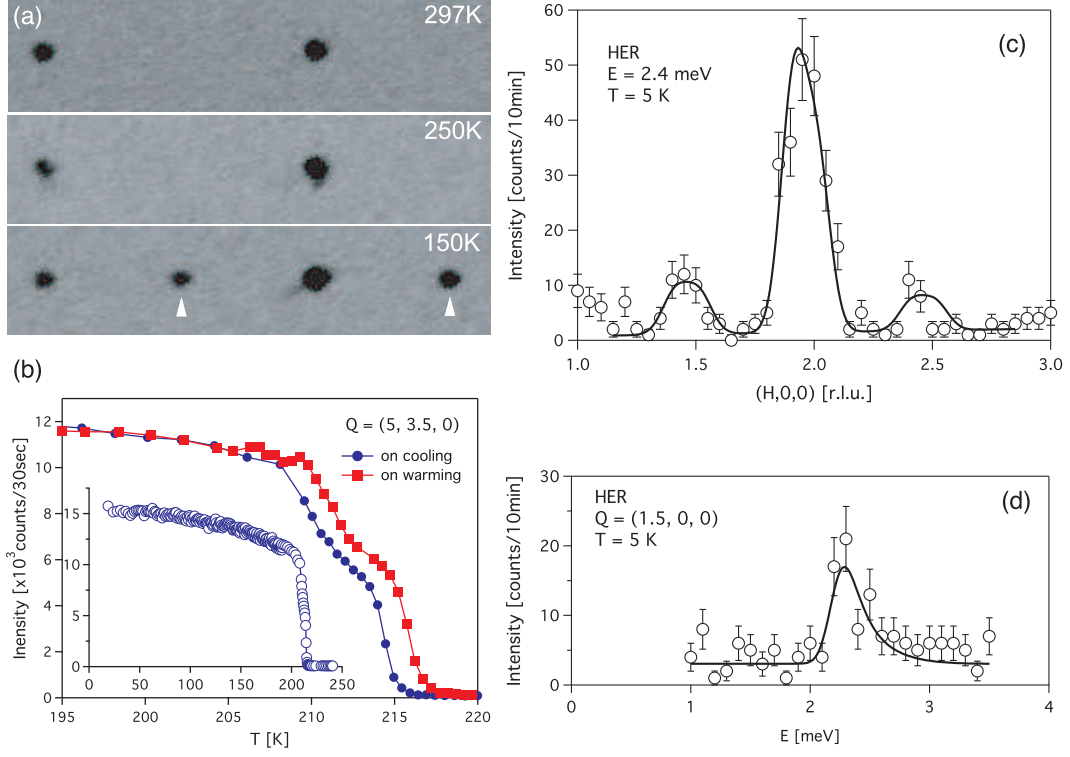 (a)
297K
250K
150K
(b)
12
10
8
6
4
2
0
Inensity [x10³ counts/30sec]
Q = (5, 3.5, 0)
on cooling
on warming
15
10
5
0
0 50 100 150 200 250
195 200 205 210 215 220
T [K]
(c)
HER
E = 2.4 meV
T = 5 K
60
50
40
30
20
10
0
Intensity [counts/10min]
1.0 1.5 2.0 2.5 3.0
(H,0,0) [r.l.u.]
(d)
HER
Q = (1.5, 0, 0)
T = 5 K
30
20
10
0
Intensity [counts/10min]
0 1 2 3 4
E [meV]